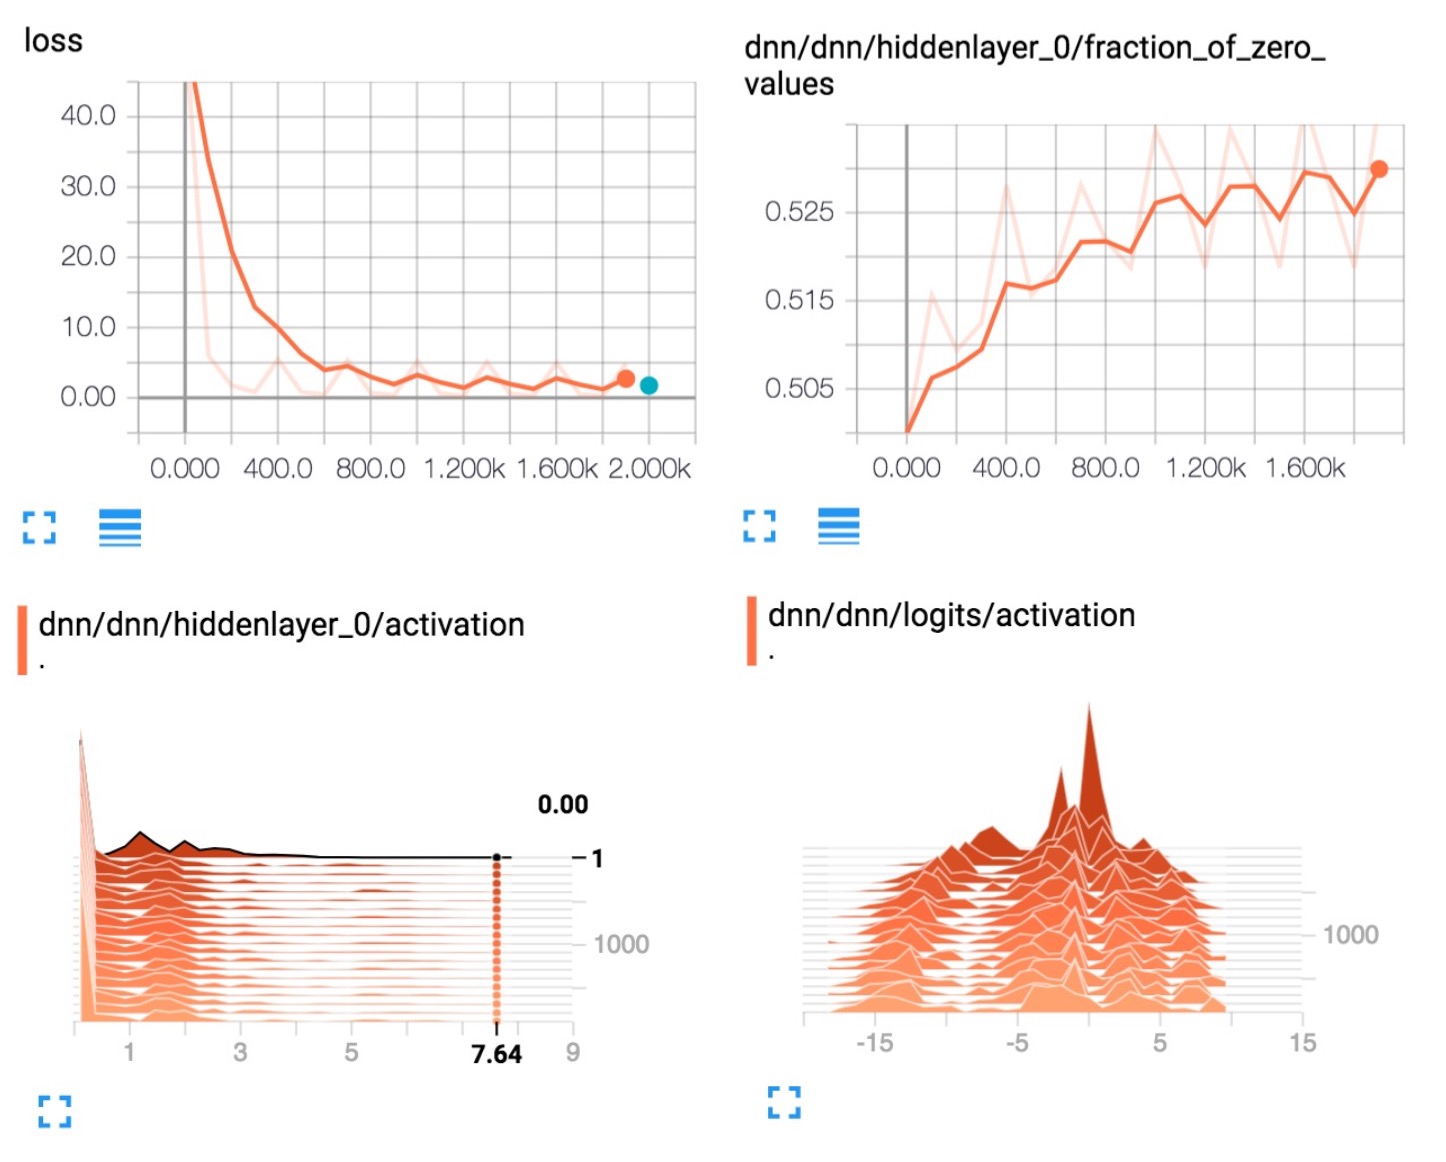 loss
40.0
30.0
20.0
10.0
0.00
0.000 400.0 800.0 1.200k 1.600k 2.000k
dnn/dnn/hiddenlayer_0/fraction_of_zero_
values
0.525
0.515
0.505
0.000 400.0 800.0 1.200k 1.600k
dnn/dnn/hiddenlayer_0/activation
.
0.00
1
1000
1 3 5 7.64 9
dnn/dnn/logits/activation
.
1000
-15 -5 5 15